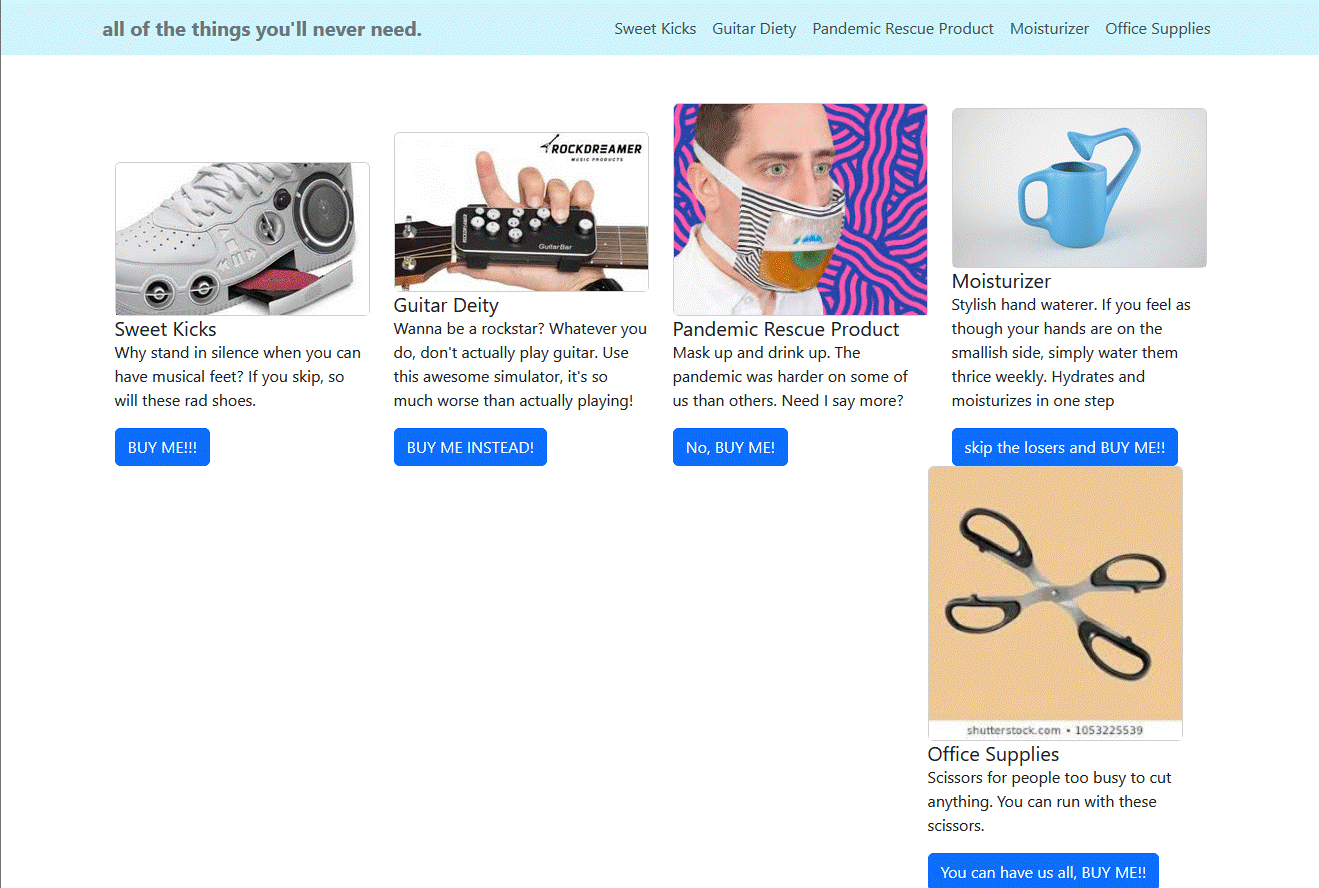 all of the things you'll never need.
Sweet Kicks
Guitar Diety
Pandemic Rescue Product
Moisturizer
Office Supplies
Sweet Kicks
Why stand in silence when you can
have musical feet? If you skip, so
will these rad shoes.
BUY ME!!!
ROCKDREAMER
MUSIC PRODUCTS
ROCKDREAMER
GuitarBar
Guitar Deity
Wanna be a rockstar? Whatever you
do, don't actually play guitar. Use
this awesome simulator, it's so
much worse than actually playing!
BUY ME INSTEAD!
Pandemic Rescue Product
Mask up and drink up. The
pandemic was harder on some of
us than others. Need I say more?
No, BUY ME!
Moisturizer
Stylish hand waterer. If you feel as
though your hands are on the
smallish side, simply water them
thrice weekly. Hydrates and
moisturizes in one step
skip the losers and BUY ME!!
shutterstock.com • 1053225539
Office Supplies
Scissors for people too busy to cut
anything. You can run with these
scissors.
You can have us all, BUY ME!!